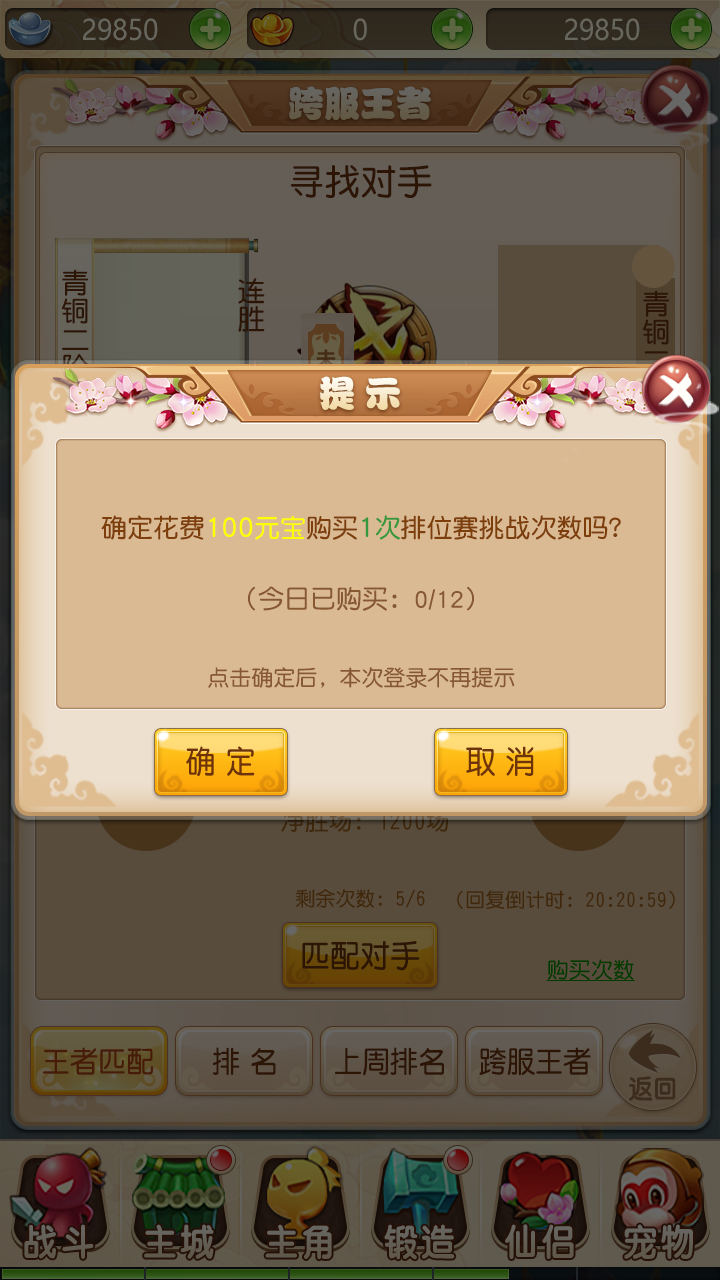 29850
0
29850
跨服王者
寻找对手
青铜二阶
连胜
青铜二
提示
确定花费100元宝购买1次排位赛挑战次数吗?
（今日已购买：0/12）
点击确定后，本次登录不再提示
确定
取消
净胜场：1200场
剩余次数：5/6
（回复倒计时：20:20:59）
匹配对手
购买次数
王者匹配
排名
上周排名
跨服王者
返回
战斗
主城
主角
锻造
仙侣
宠物